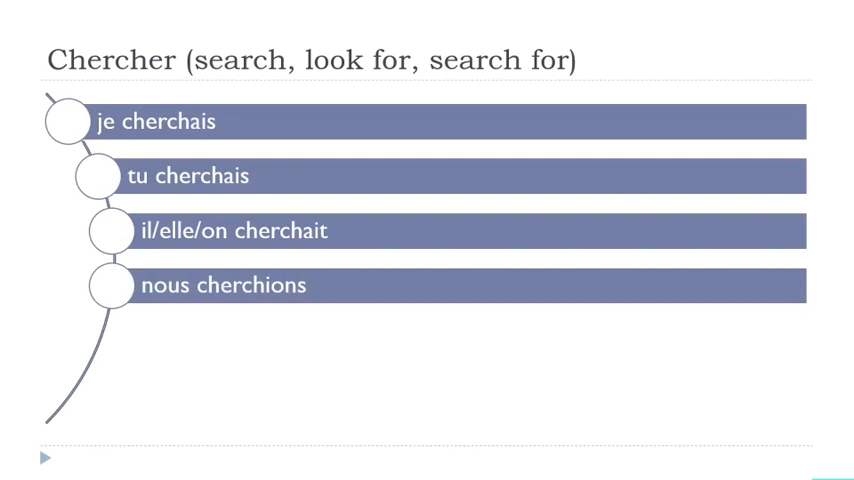 Chercher (search, look for, search for)
je cherchais
tu cherchais
il/elle/on cherchait
nous cherchions